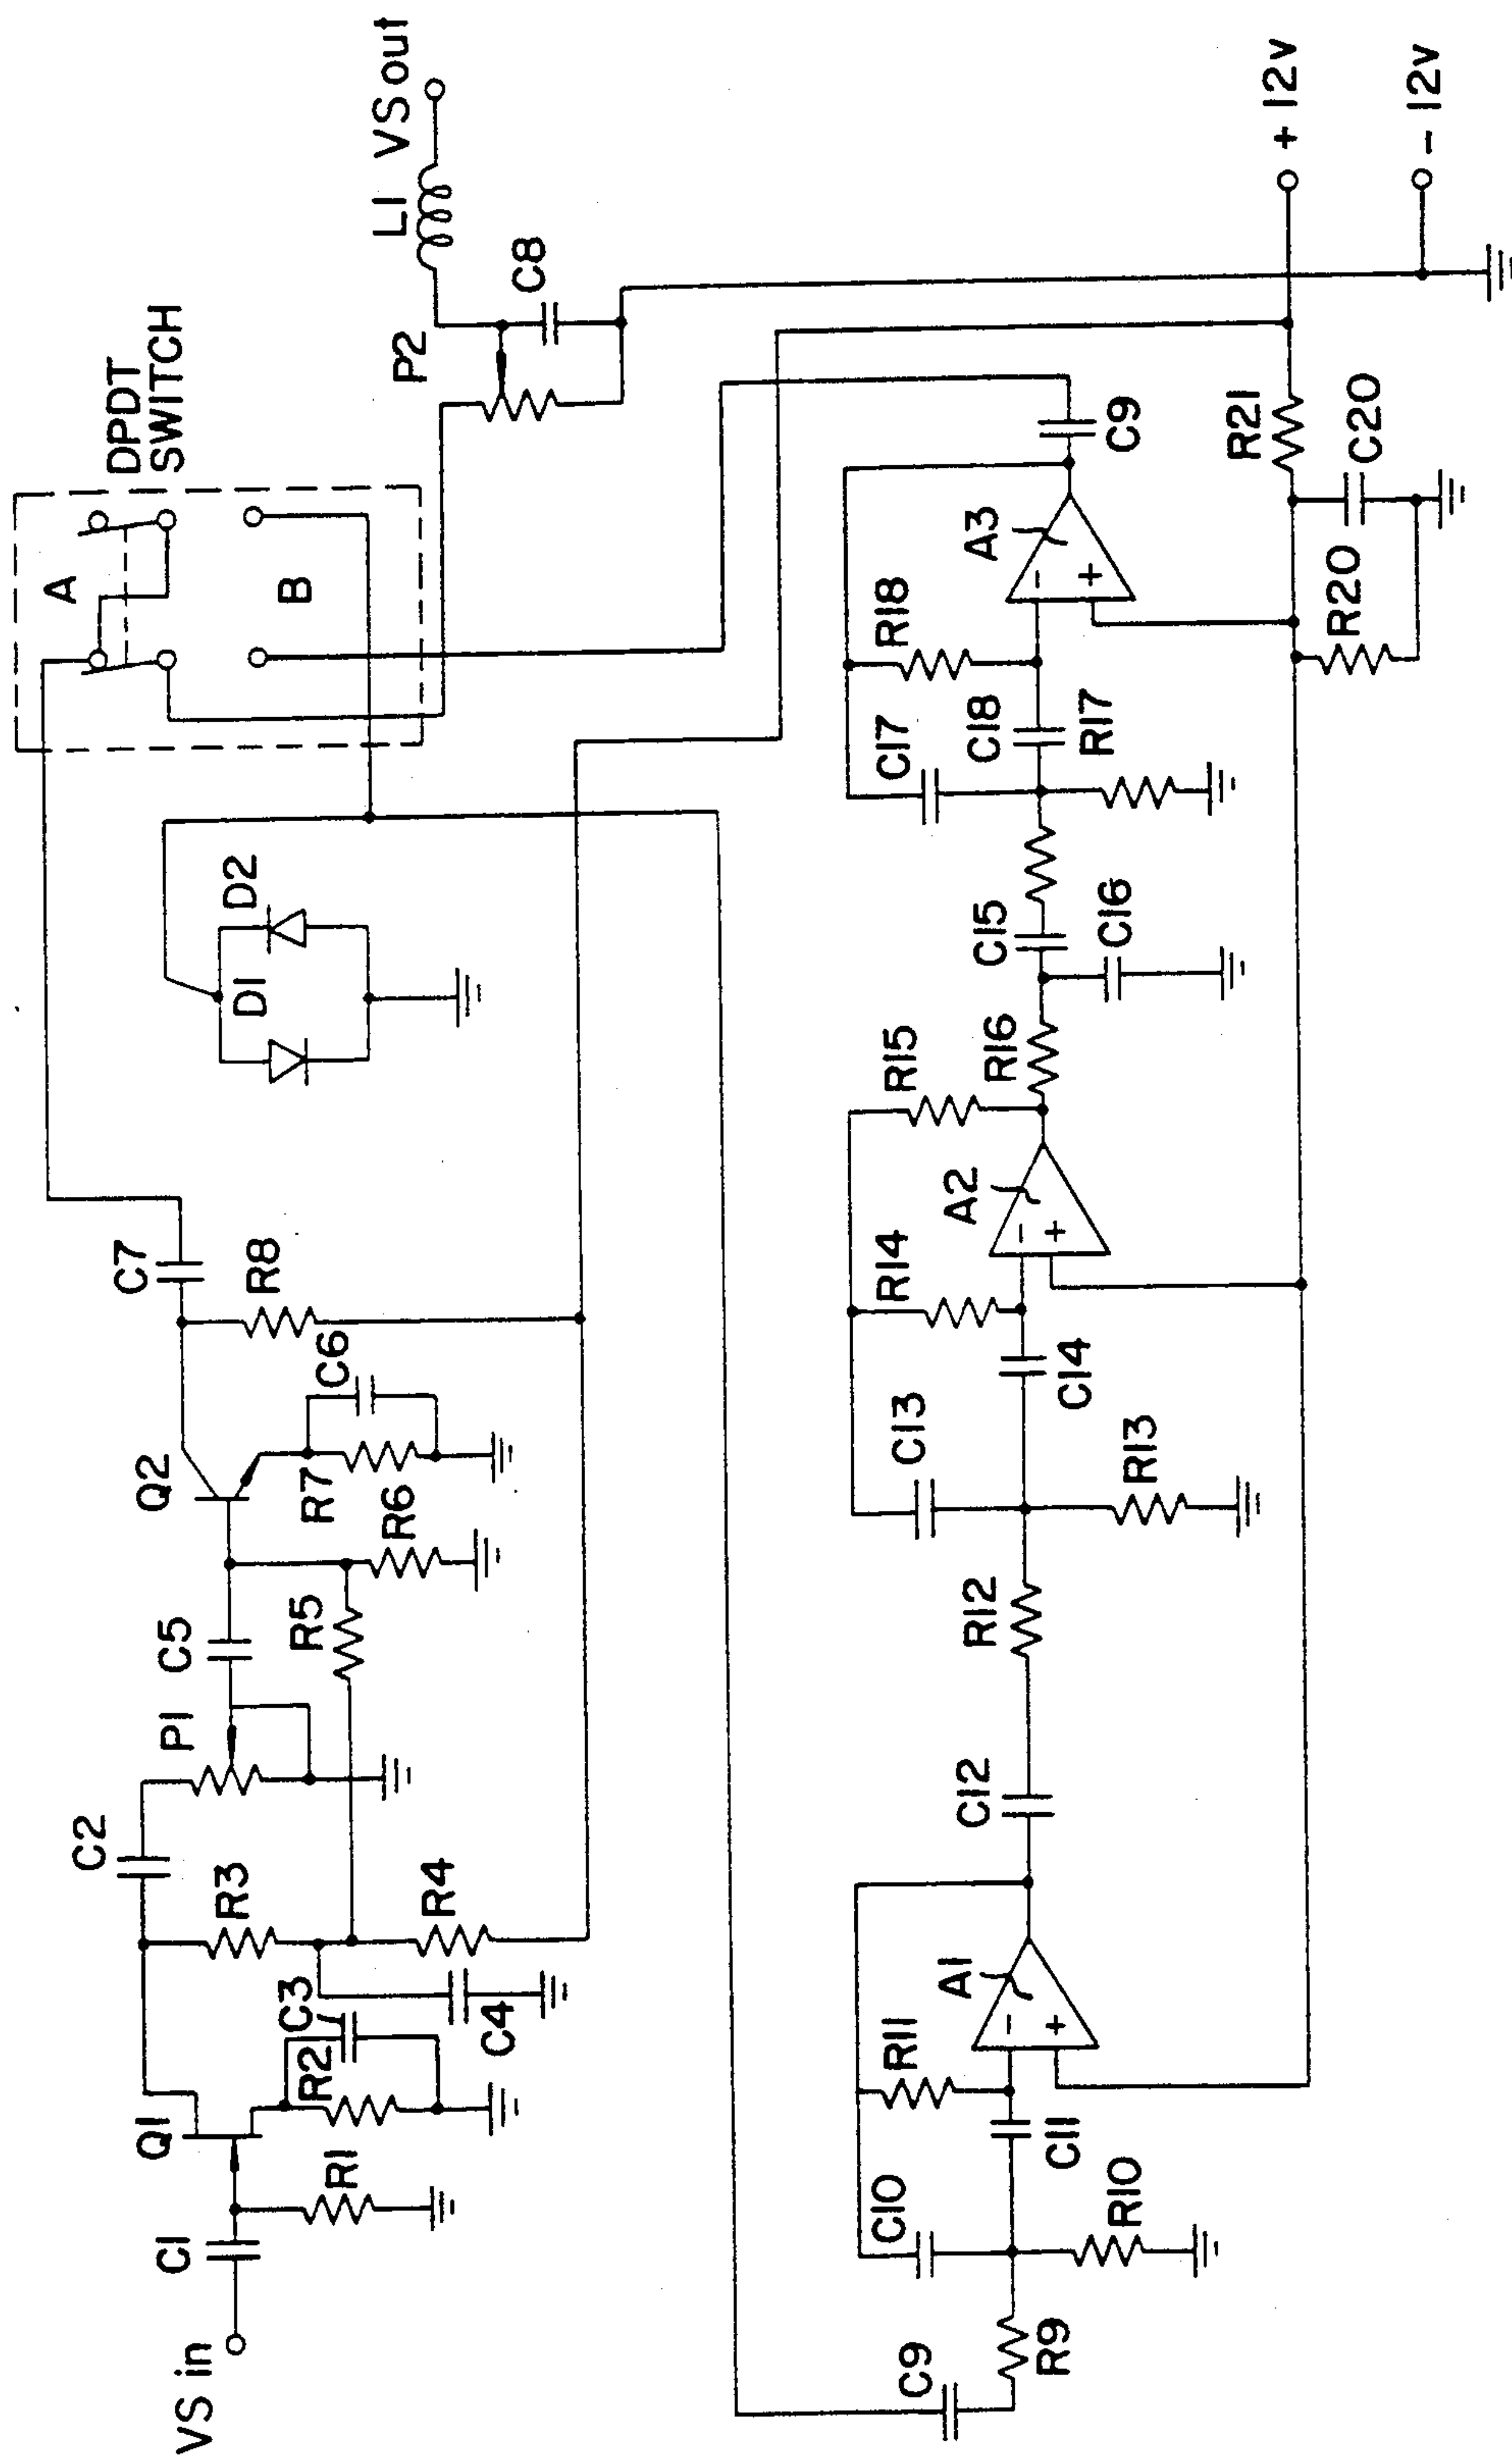 VS in
C1
R1
Q1
R2
C3
C4
R3
R4
C2
P1
C5
R5
R6
R7
Q2
C6
R8
C7
D1
D2
DPDT
SWITCH
A
B
P2
C8
L1
VS out
C9
R9
C10
R10
C11
R11
A1
-
+
C12
R12
C13
R13
C14
R14
A2
-
+
R15
R16
C15
C16
C17
R17
C18
R18
A3
-
+
C9
R20
C20
R21
+ 12v
- 12v